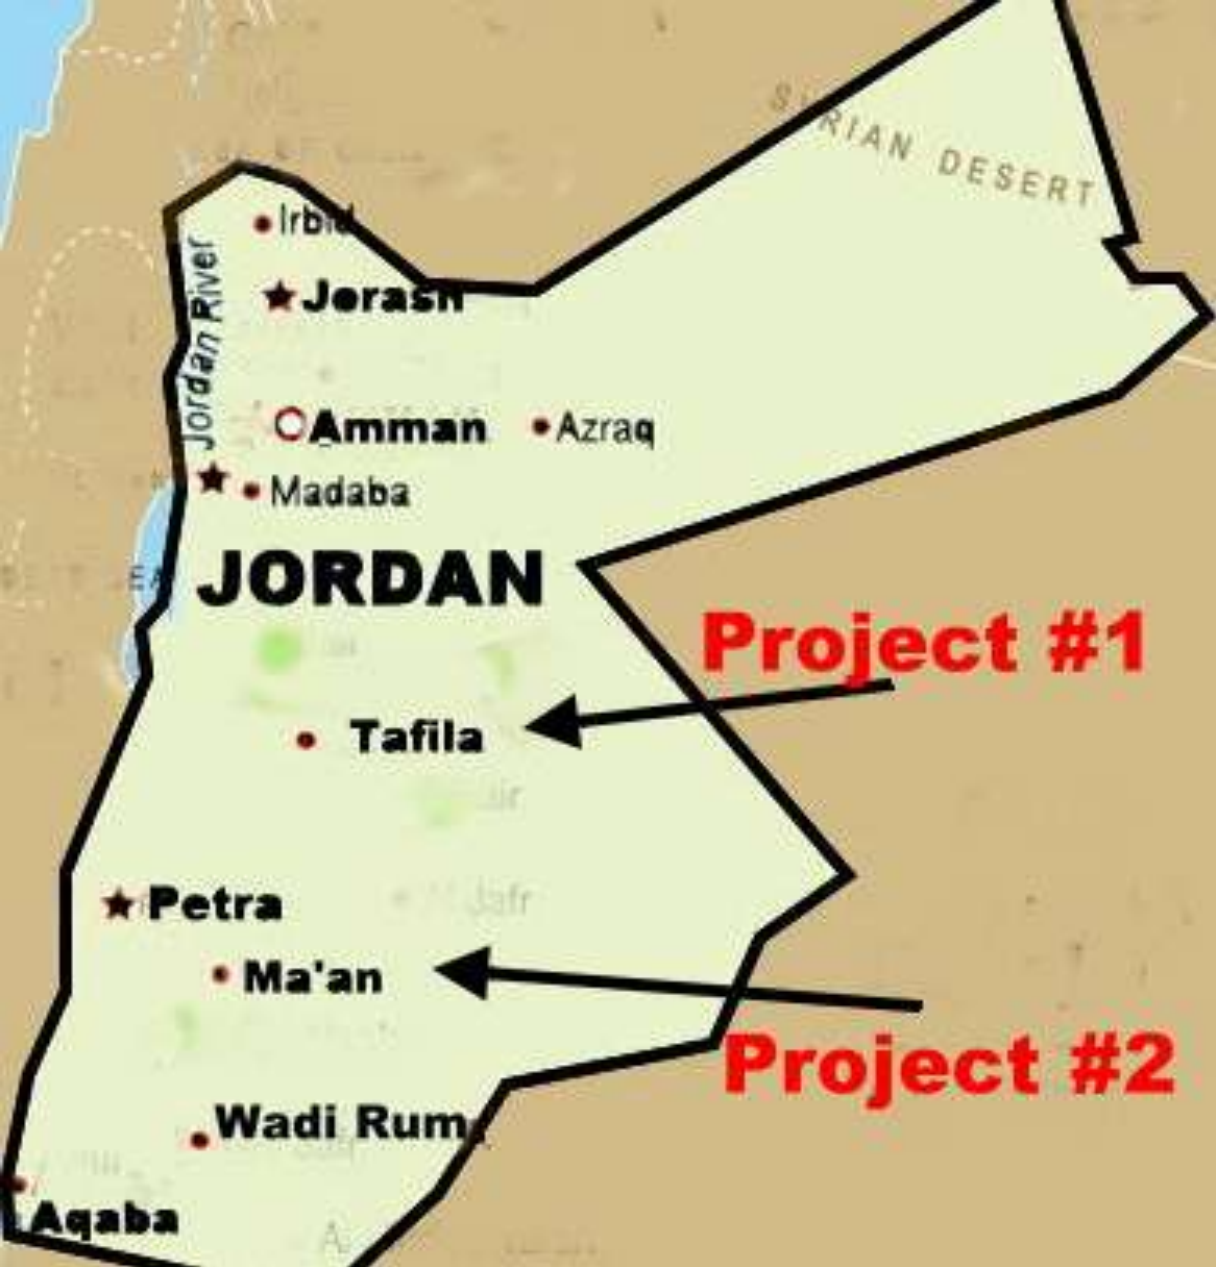 SYRIAN DESERT
Irbid
Jordan River
Jerash
Amman
Azraq
Madaba
JORDAN
Project #1
Tafila
Petra
Jafr
Ma'an
Project #2
Wadi Rum
Aqaba